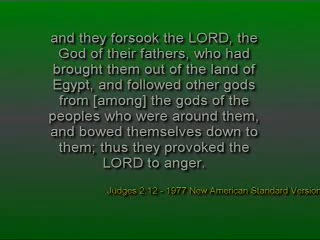 and they forsook the LORD, the
God of their fathers, who had
brought them out of the land of
Egypt, and followed other gods
from [among] the gods of the
peoples who were around them,
and bowed themselves down to
them; thus they provoked the
LORD to anger.
Judges 2:12 - 1977 New American Standard Version